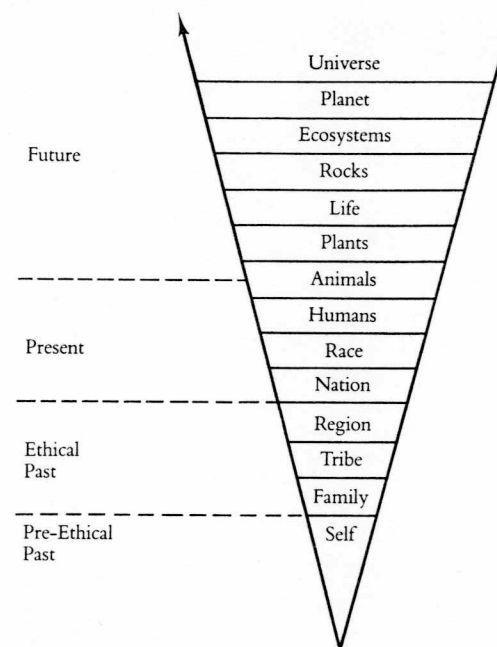 Universe
Planet
Ecosystems
Future
Rocks
Life
Plants
Animals
Humans
Present
Race
Nation
Region
Ethical
Past
Tribe
Family
Pre-Ethical
Past
Self